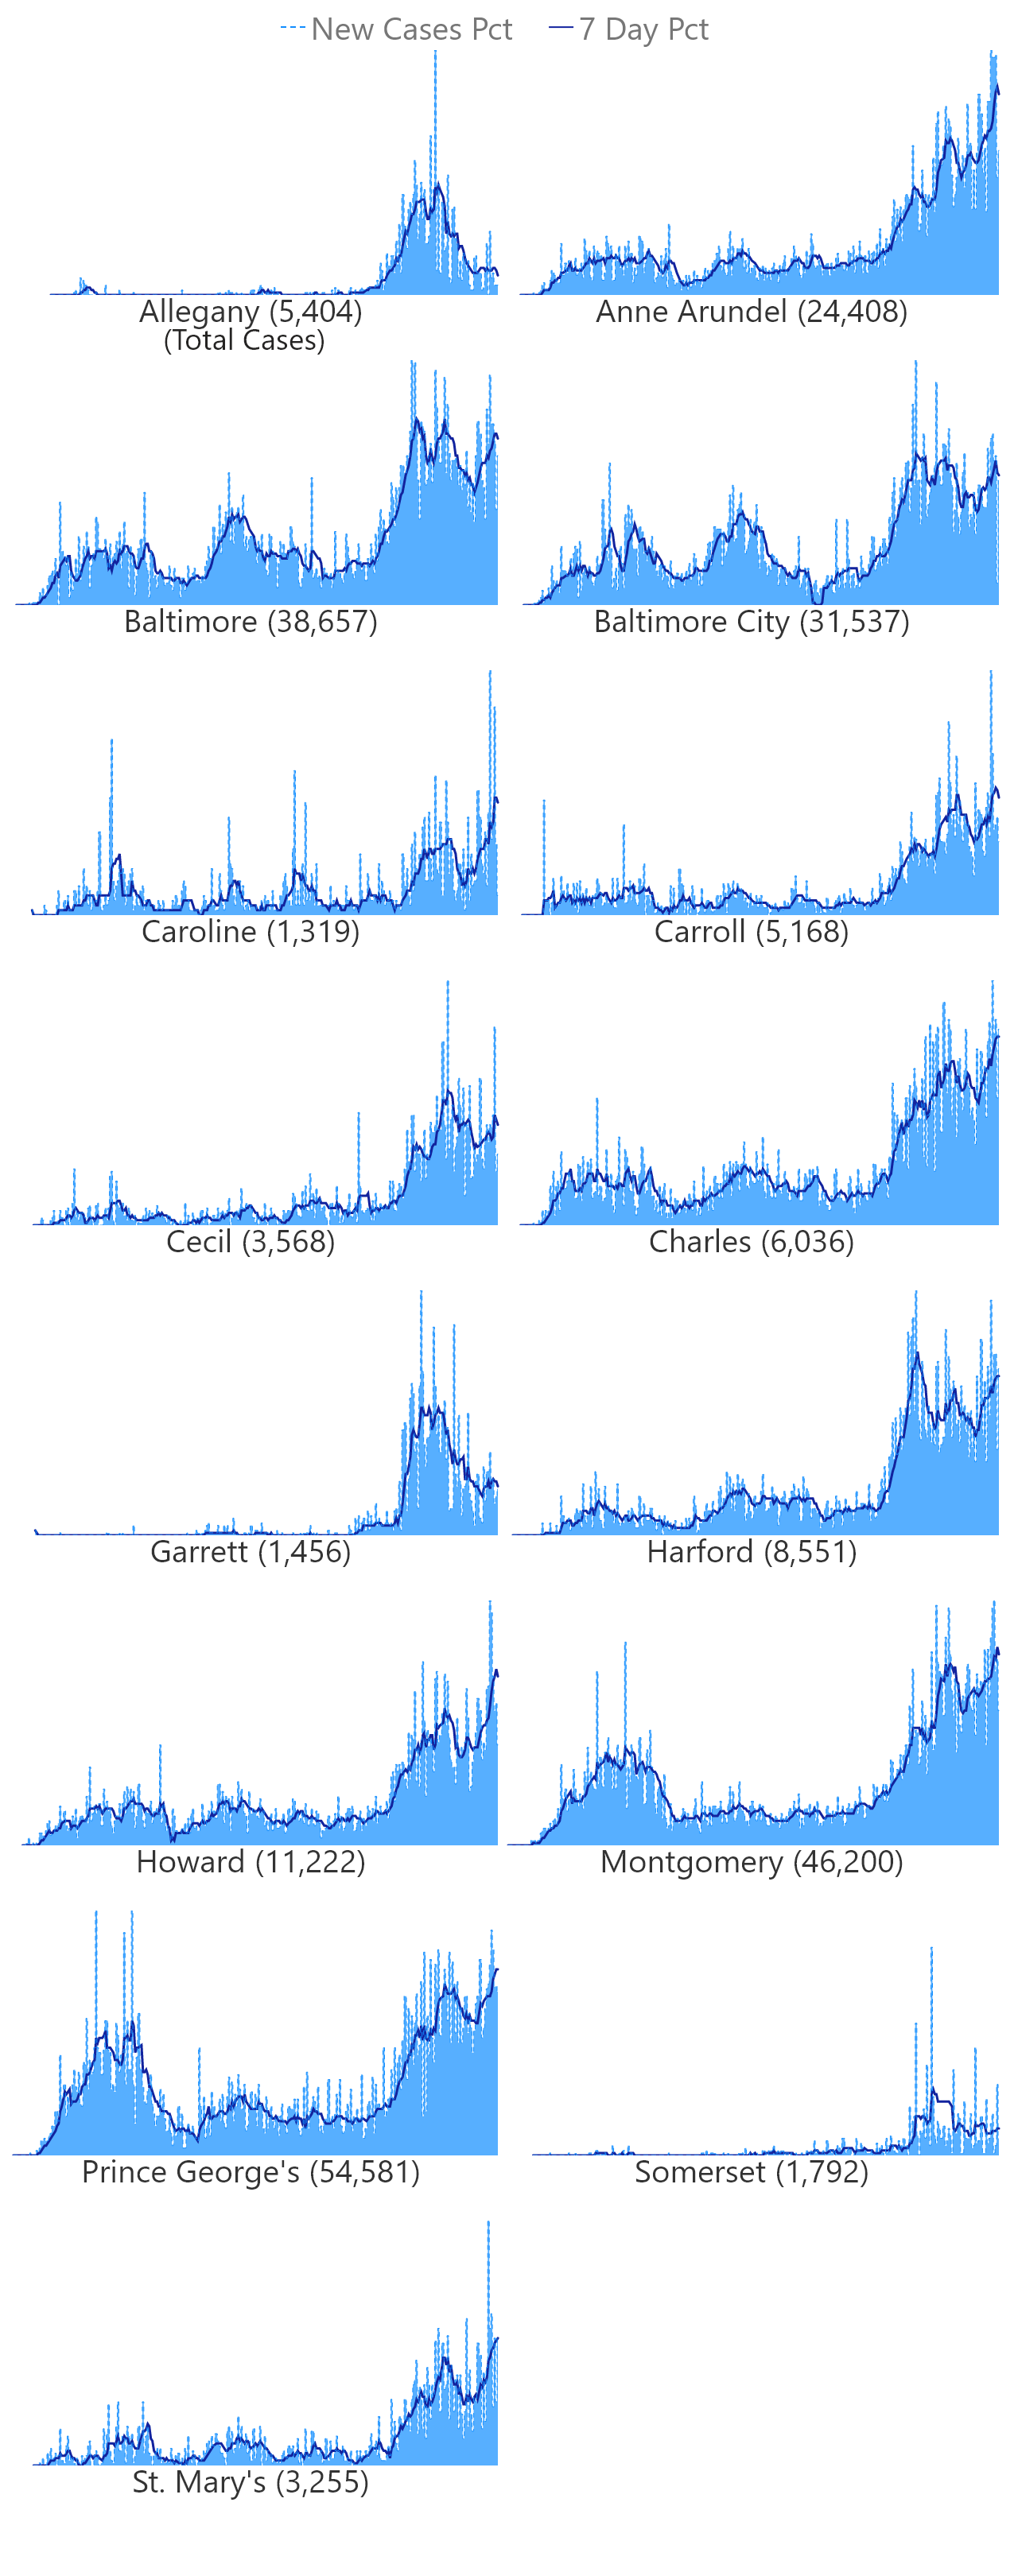 New Cases Pct 7 Day Pct
Allegany (5,404) Anne Arundel (24,408)
(Total Cases)
Baltimore (38,657) Baltimore City (31,537)
Caroline (1,319) Carroll (5,168)
Cecil (3,568) Charles (6,036)
Garrett (1,456) Harford (8,551)
Howard (11,222) Montgomery (46,200)
Prince George's (54,581) Somerset (1,792)
St. Mary's (3,255)